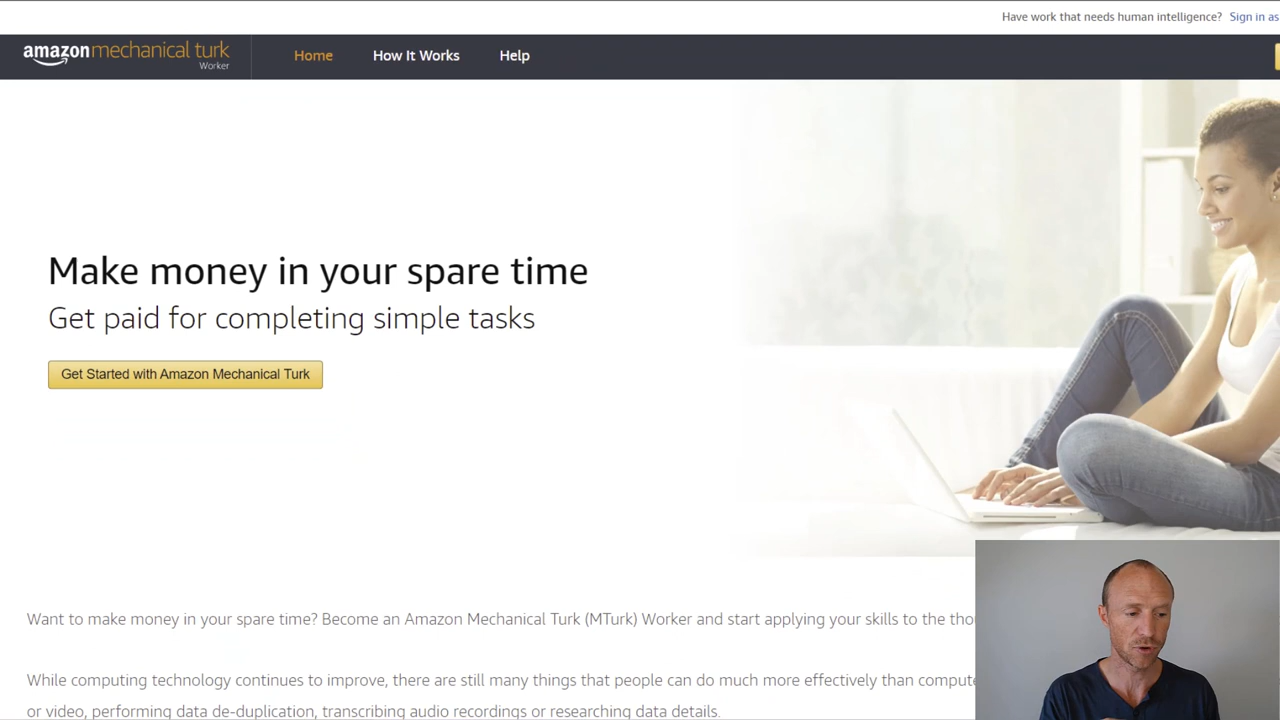 Have work that needs human intelligence? Sign in as
amazon mechanical turk
Worker
Home
How It Works
Help
Make money in your spare time
Get paid for completing simple tasks
Get Started with Amazon Mechanical Turk
Want to make money in your spare time? Become an Amazon Mechanical Turk (MTurk) Worker and start applying your skills to the
While computing technology continues to improve, there are still many things that people can do much more effectively than
or video, performing data de-duplication, transcribing audio recordings or researching data details.